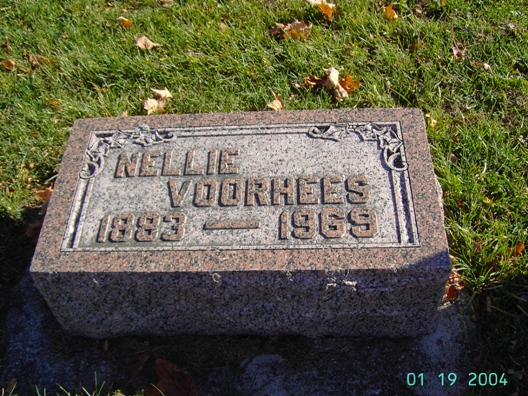 NELLIE
VOORHEES
1883 — 1969
01 19 2004